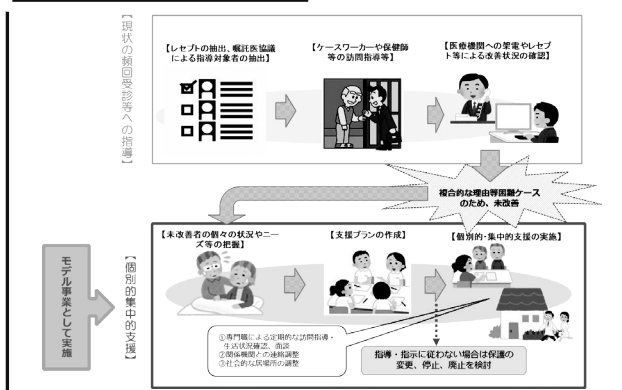 【現状の頻回受診等への指導】
【レセプトの抽出、嘱託医協議
による指導対象者の抽出】
【ケースワーカーや保健師
等の訪問指導等】
【医療機関への架電やレセプ
ト等による改善状況の確認】
複合的な理由等困難ケース
のため、未改善
モデル事業として実施
【個別的集中的支援】
【未改善者の個々の状況やニー
ズ等の把握】
【支援プランの作成】
【個別的・集中的支援の実施】
①専門職による定期的な訪問指導・
生活状況確認、面談
②関係機関との連絡調整
③社会的な居場所の調整
指導・指示に従わない場合は保護の
変更、停止、廃止を検討